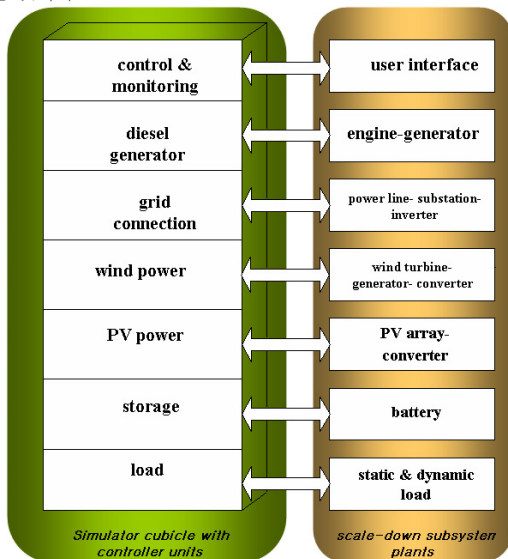 control &
monitoring
user interface
diesel
generator
engine-generator
grid
connection
power line- substation-
inverter
wind power
wind turbine-
generator- converter
PV power
PV array-
converter
storage
battery
load
static & dynamic
load
Simulator cubicle with
controller units
scale-down subsystem
plants